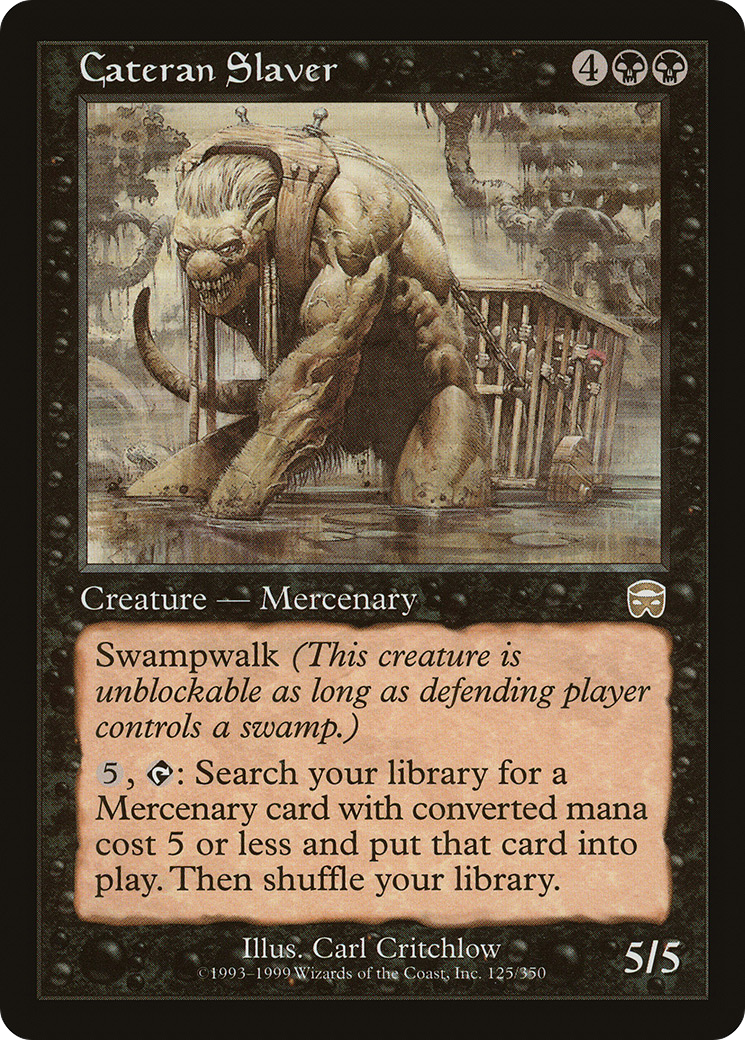 Cateran Slaver
4
Creature — Mercenary
Swampwalk (This creature is
unblockable as long as defending player
controls a swamp.)
5, : Search your library for a
Mercenary card with converted mana
cost 5 or less and put that card into
play. Then shuffle your library.
Illus. Carl Critchlow
©1993–1999 Wizards of the Coast, Inc. 125/350
5/5